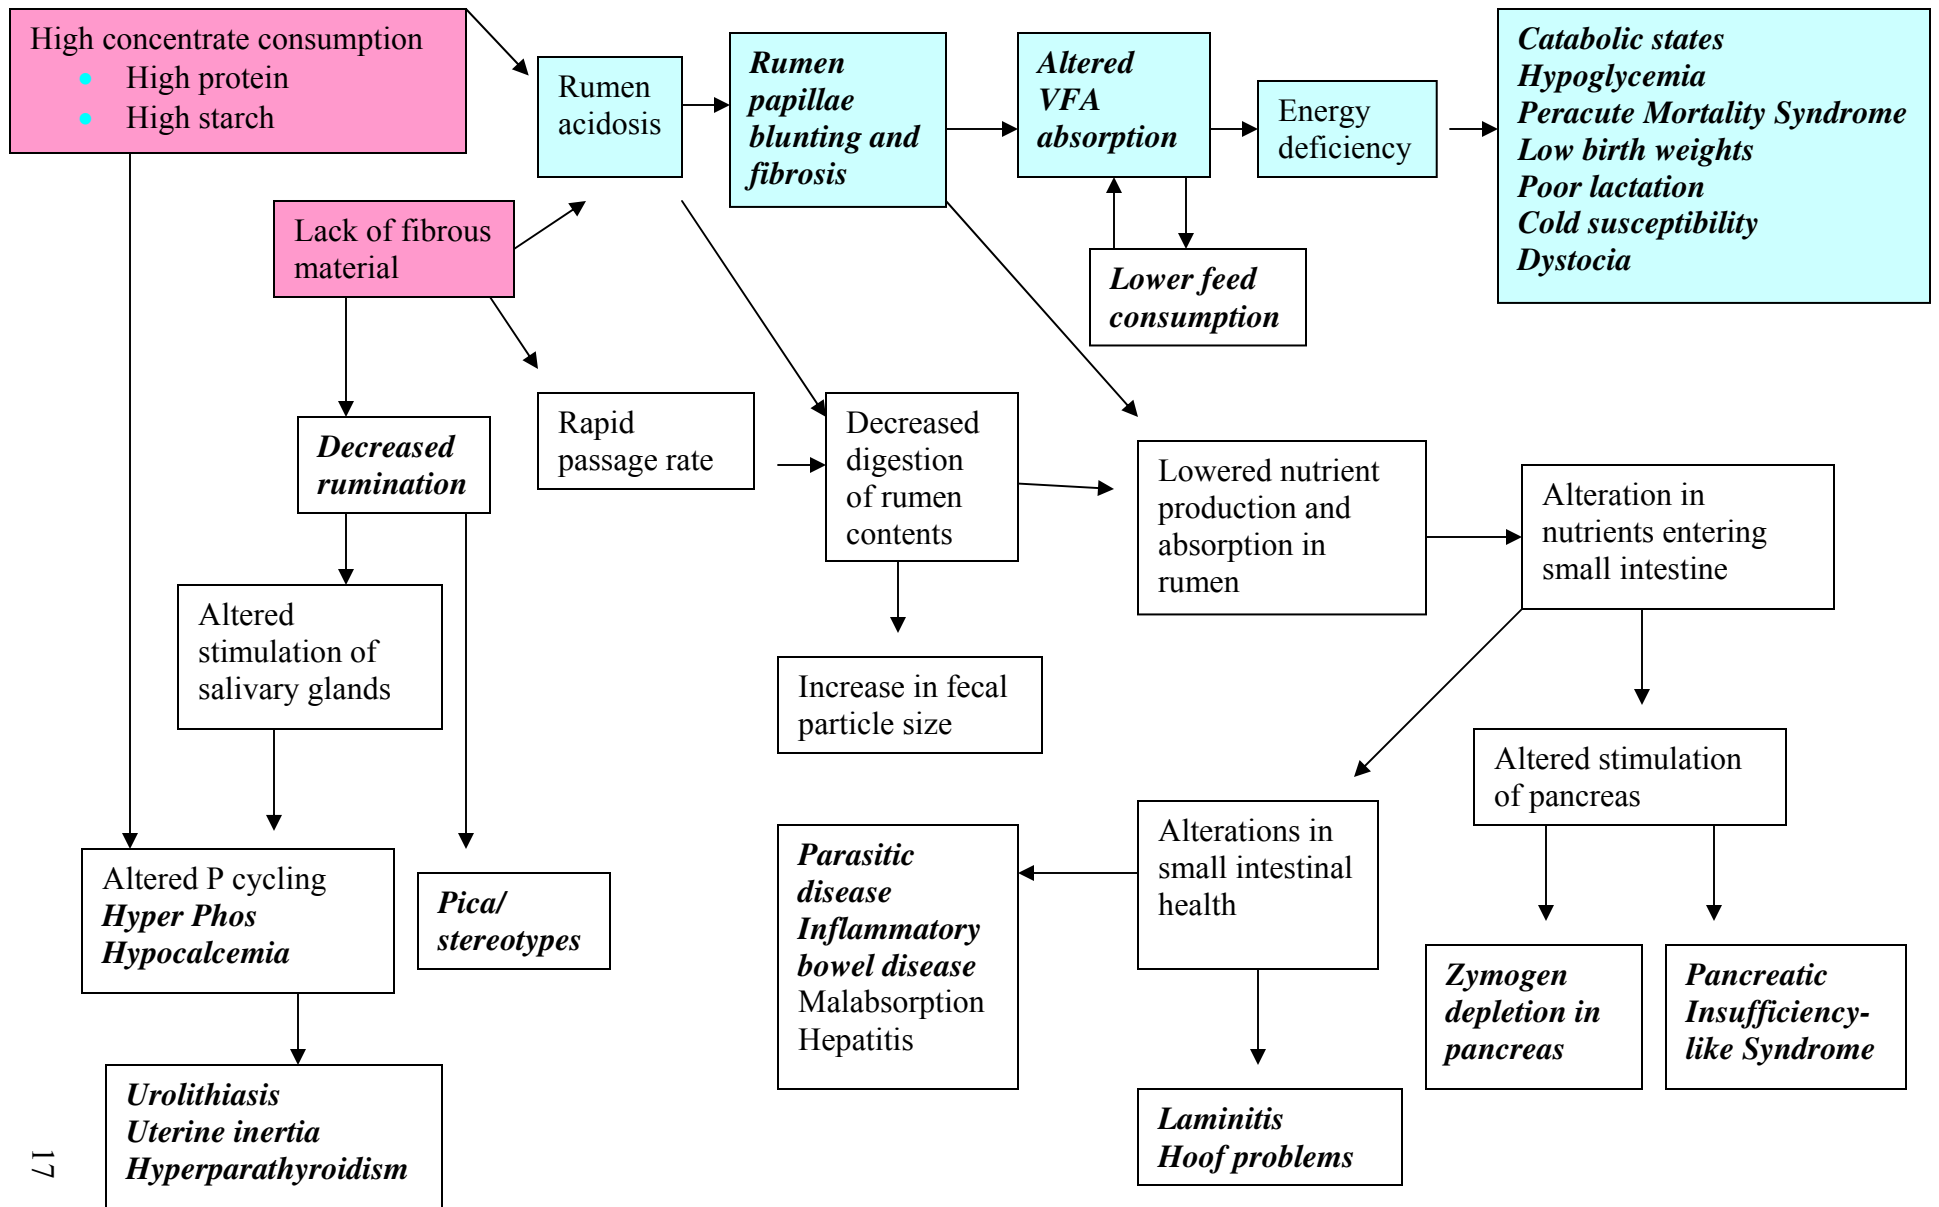 High concentrate consumption
• High protein
• High starch
Rumen
acidosis
Rumen
papillae
blunting and
fibrosis
Altered
VFA
absorption
Energy
deficiency
Catabolic states
Hypoglycemia
Peracute Mortality Syndrome
Low birth weights
Poor lactation
Cold susceptibility
Dystocia
Lack of fibrous
material
Lower feed
consumption
Decreased
rumination
Rapid
passage rate
Decreased
digestion
of rumen
contents
Lowered nutrient
production and
absorption in
rumen
Alteration in
nutrients entering
small intestine
Altered
stimulation of
salivary glands
Increase in fecal
particle size
Altered stimulation
of pancreas
Altered P cycling
Hyper Phos
Hypocalcemia
Pica/
stereotypes
Parasitic
disease
Inflammatory
bowel disease
Malabsorption
Hepatitis
Alterations in
small intestinal
health
Zymogen
depletion in
pancreas
Pancreatic
Insufficiency-
like Syndrome
Urolithiasis
Uterine inertia
Hyperparathyroidism
Laminitis
Hoof problems
17